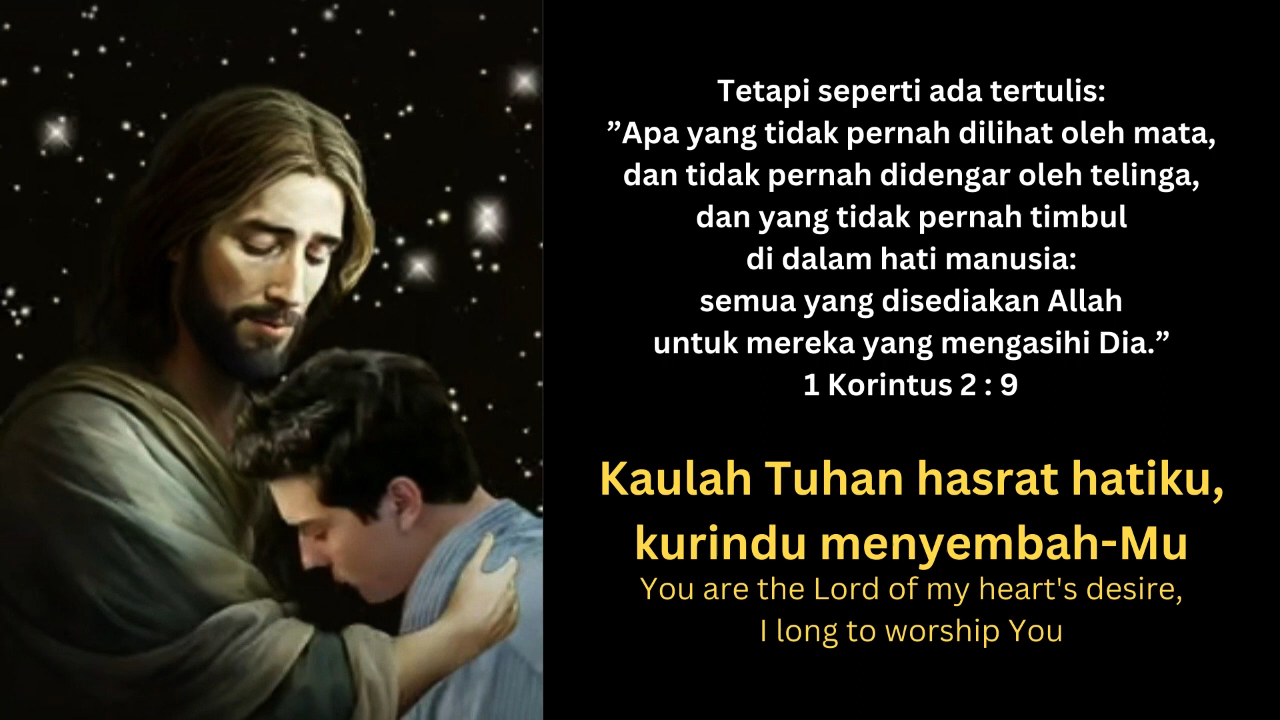 Tetapi seperti ada tertulis:
”Apa yang tidak pernah dilihat oleh mata,
dan tidak pernah didengar oleh telinga,
dan yang tidak pernah timbul
di dalam hati manusia:
semua yang disediakan Allah
untuk mereka yang mengasihi Dia.”
1 Korintus 2 : 9
Kaulah Tuhan hasrat hatiku,
kurindu menyembah-Mu
You are the Lord of my heart's desire,
I long to worship You